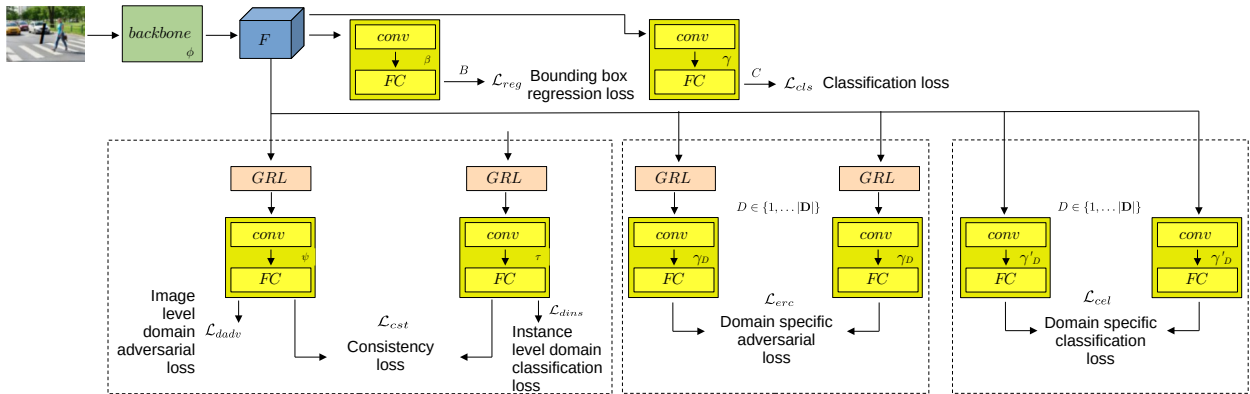 backbone
ϕ
F
conv
β
FC
B
ℒreg
Bounding box
regression loss
conv
γ
FC
C
ℒcls
Classification loss
GRL
conv
ψ
FC
Image
level
domain
adversarial
loss
ℒdadv
ℒcst
Consistency
loss
GRL
conv
τ
FC
ℒdins
Instance
level domain
classification
loss
GRL
conv
γD
FC
D ∈ {1, … |D|}
GRL
conv
γD
FC
ℒerc
Domain specific
adversarial
loss
conv
γ'D
FC
D ∈ {1, … |D|}
conv
γ'D
FC
ℒcel
Domain specific
classification
loss